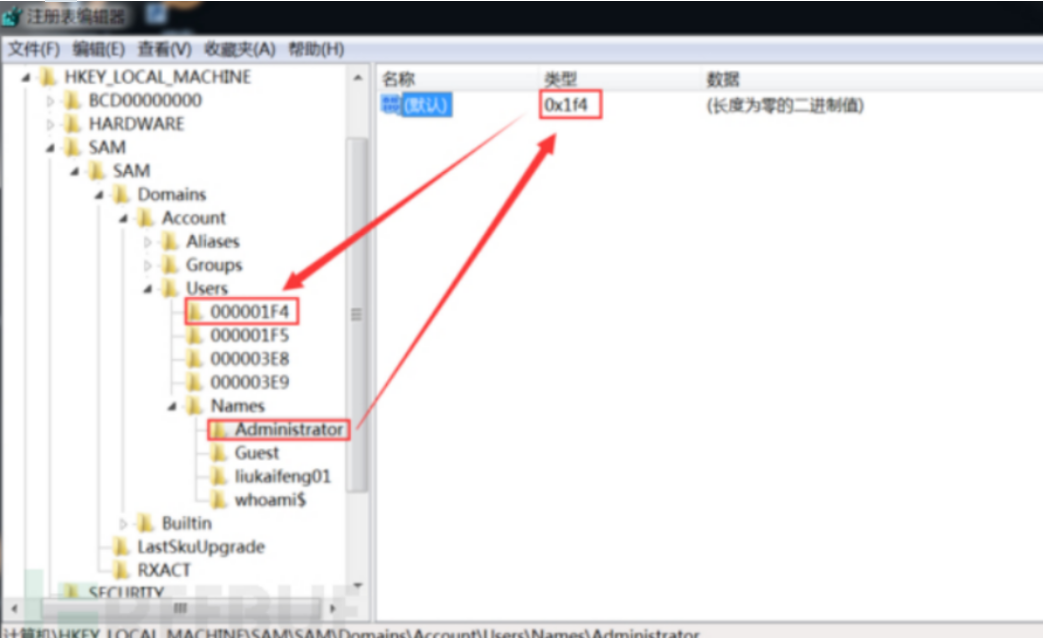 注册表编辑器
文件(F) 编辑(E) 查看(V) 收藏夹(A) 帮助(H)
HKEY_LOCAL_MACHINE
BCD00000000
HARDWARE
SAM
SAM
Domains
Account
Aliases
Groups
Users
000001F4
000001F5
000003E8
000003E9
Names
Administrator
Guest
liukaifeng01
whoami$
Builtin
LastSkuUpgrade
RXACT
SECURITY
名称 类型 数据
(默认) 0x1f4 (长度为零的二进制值)
计算机\HKEY_LOCAL_MACHINE\SAM\SAM\Domains\Account\Users\Names\Administrator